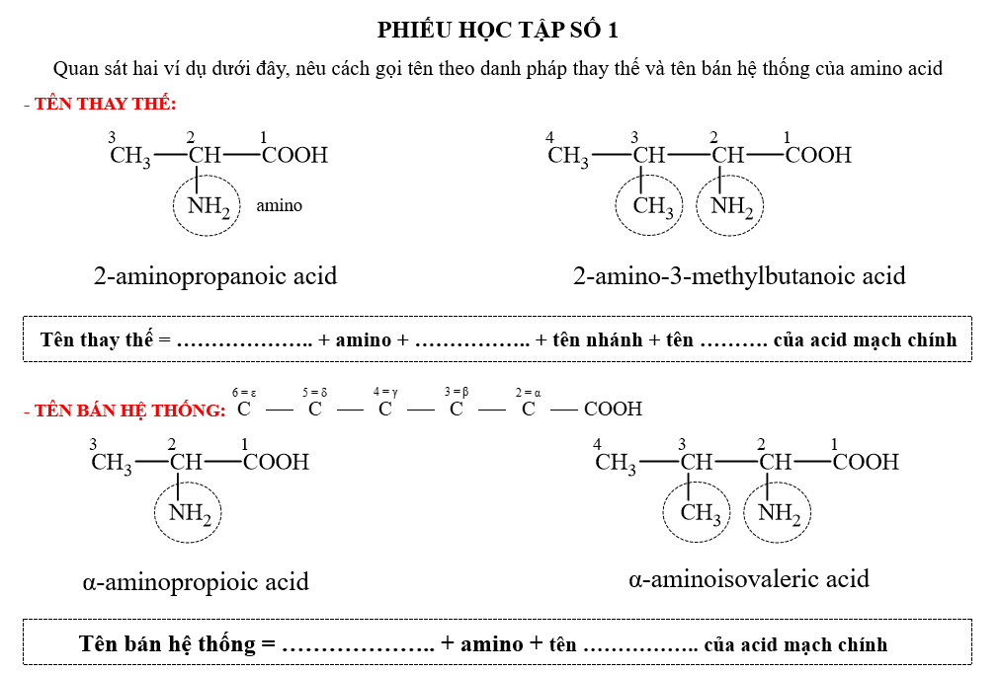 PHIẾU HỌC TẬP SỐ 1
Quan sát hai ví dụ dưới đây, nêu cách gọi tên theo danh pháp thay thế và tên bán hệ thống của amino acid
- TÊN THAY THẾ:
3 2 1
CH3 CH COOH
NH2 amino
2-aminopropanoic acid
4 3 2 1
CH3 CH CH COOH
CH3 NH2
2-amino-3-methylbutanoic acid
Tên thay thế = ……………….. + amino + …………….. + tên nhánh + tên ………. của acid mạch chính
- TÊN BÁN HỆ THỐNG:
6 = ε 5 = δ 4 = γ 3 = β 2 = α
C — C — C — C — C — COOH
3 2 1
CH3 CH COOH
NH2
α-aminopropioic acid
4 3 2 1
CH3 CH CH COOH
CH3 NH2
α-aminoisovaleric acid
Tên bán hệ thống = ……………….. + amino + tên …………….. của acid mạch chính